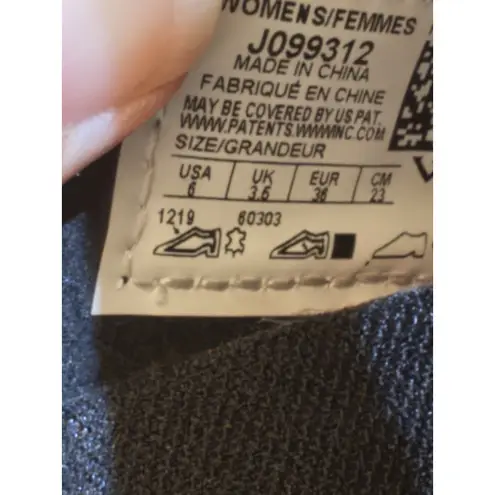 WOMENS/FEMMES
J099312
MADE IN CHINA
FABRIQUÉ EN CHINE
MAY BE COVERED BY US PAT.
WWW.PATENTS.WWWINC.COM
SIZE/GRANDEUR
USA UK EUR CM
6 3.5 36 23
1219 60303